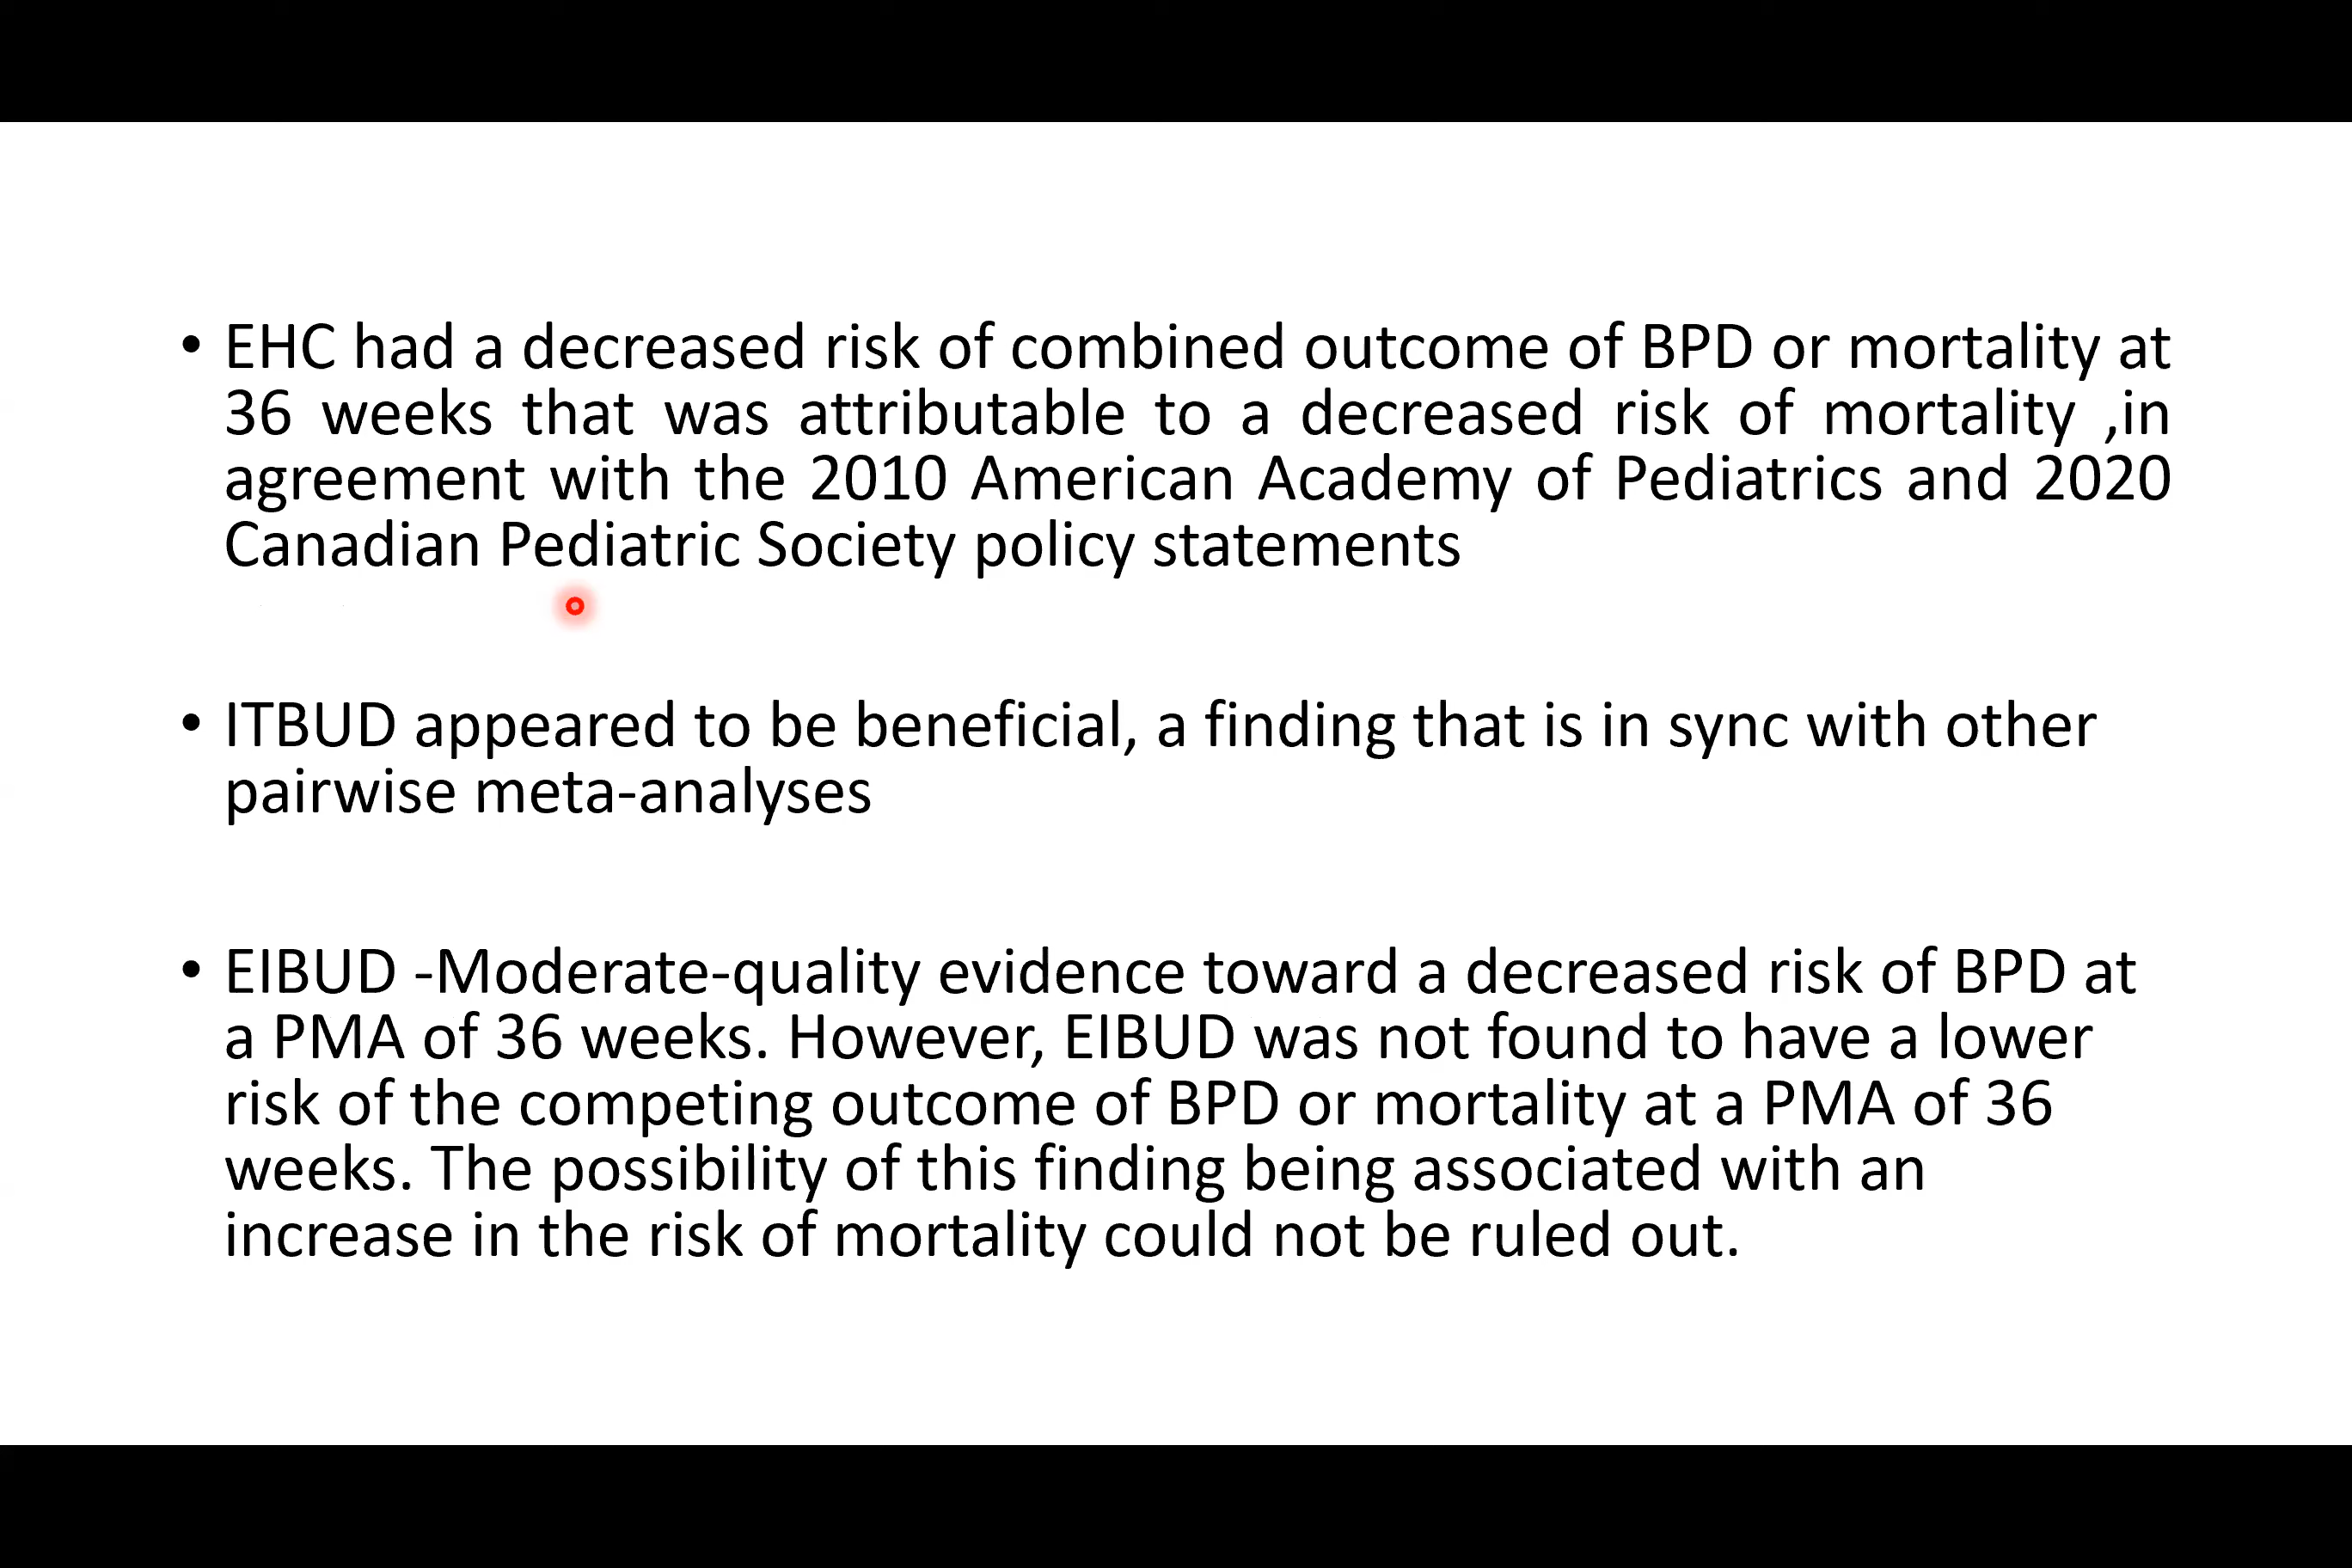 • EHC had a decreased risk of combined outcome of BPD or mortality at
36 weeks that was attributable to a decreased risk of mortality ,in
agreement with the 2010 American Academy of Pediatrics and 2020
Canadian Pediatric Society policy statements
• ITBUD appeared to be beneficial, a finding that is in sync with other
pairwise meta-analyses
• EIBUD -Moderate-quality evidence toward a decreased risk of BPD at
a PMA of 36 weeks. However, EIBUD was not found to have a lower
risk of the competing outcome of BPD or mortality at a PMA of 36
weeks. The possibility of this finding being associated with an
increase in the risk of mortality could not be ruled out.